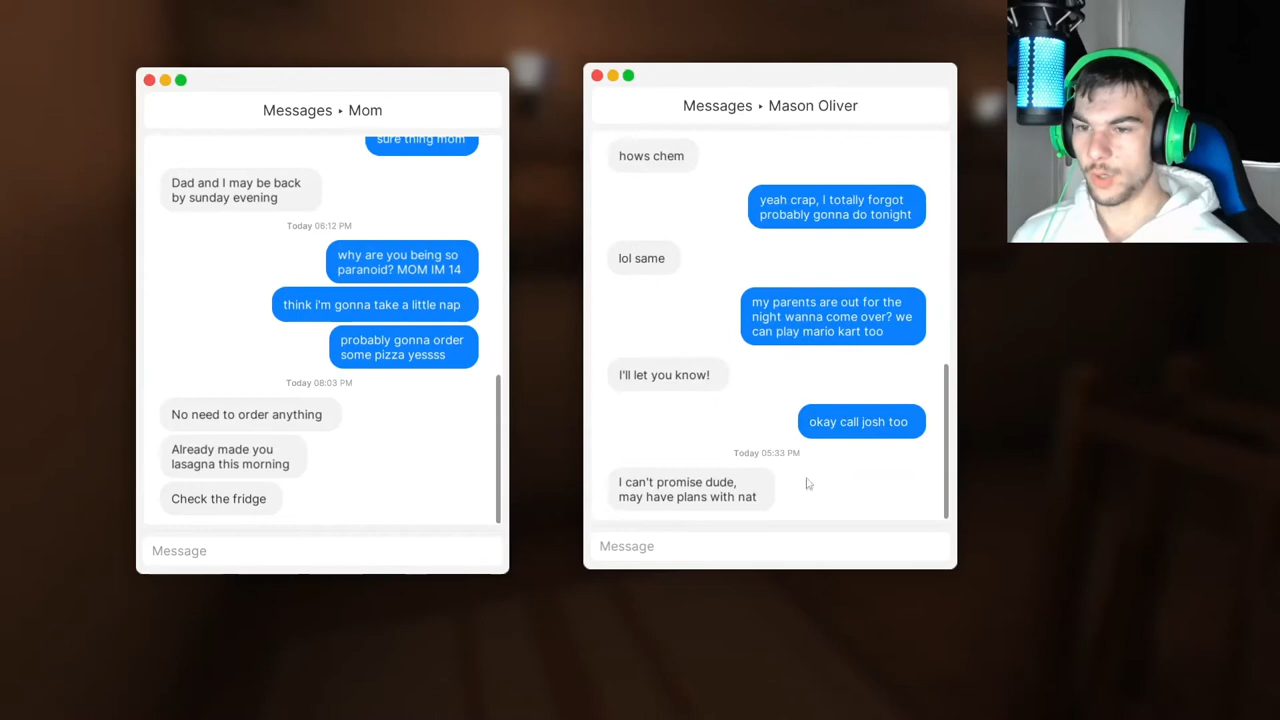 Messages ‣ Mom
sure thing mom
Dad and I may be back
by sunday evening
Today 06:12 PM
why are you being so
paranoid? MOM IM 14
think i'm gonna take a little nap
probably gonna order
some pizza yessss
Today 08:03 PM
No need to order anything
Already made you
lasagna this morning
Check the fridge
Message
Messages ‣ Mason Oliver
hows chem
yeah crap, I totally forgot
probably gonna do tonight
lol same
my parents are out for the
night wanna come over? we
can play mario kart too
I'll let you know!
okay call josh too
Today 05:33 PM
I can't promise dude,
may have plans with nat
Message